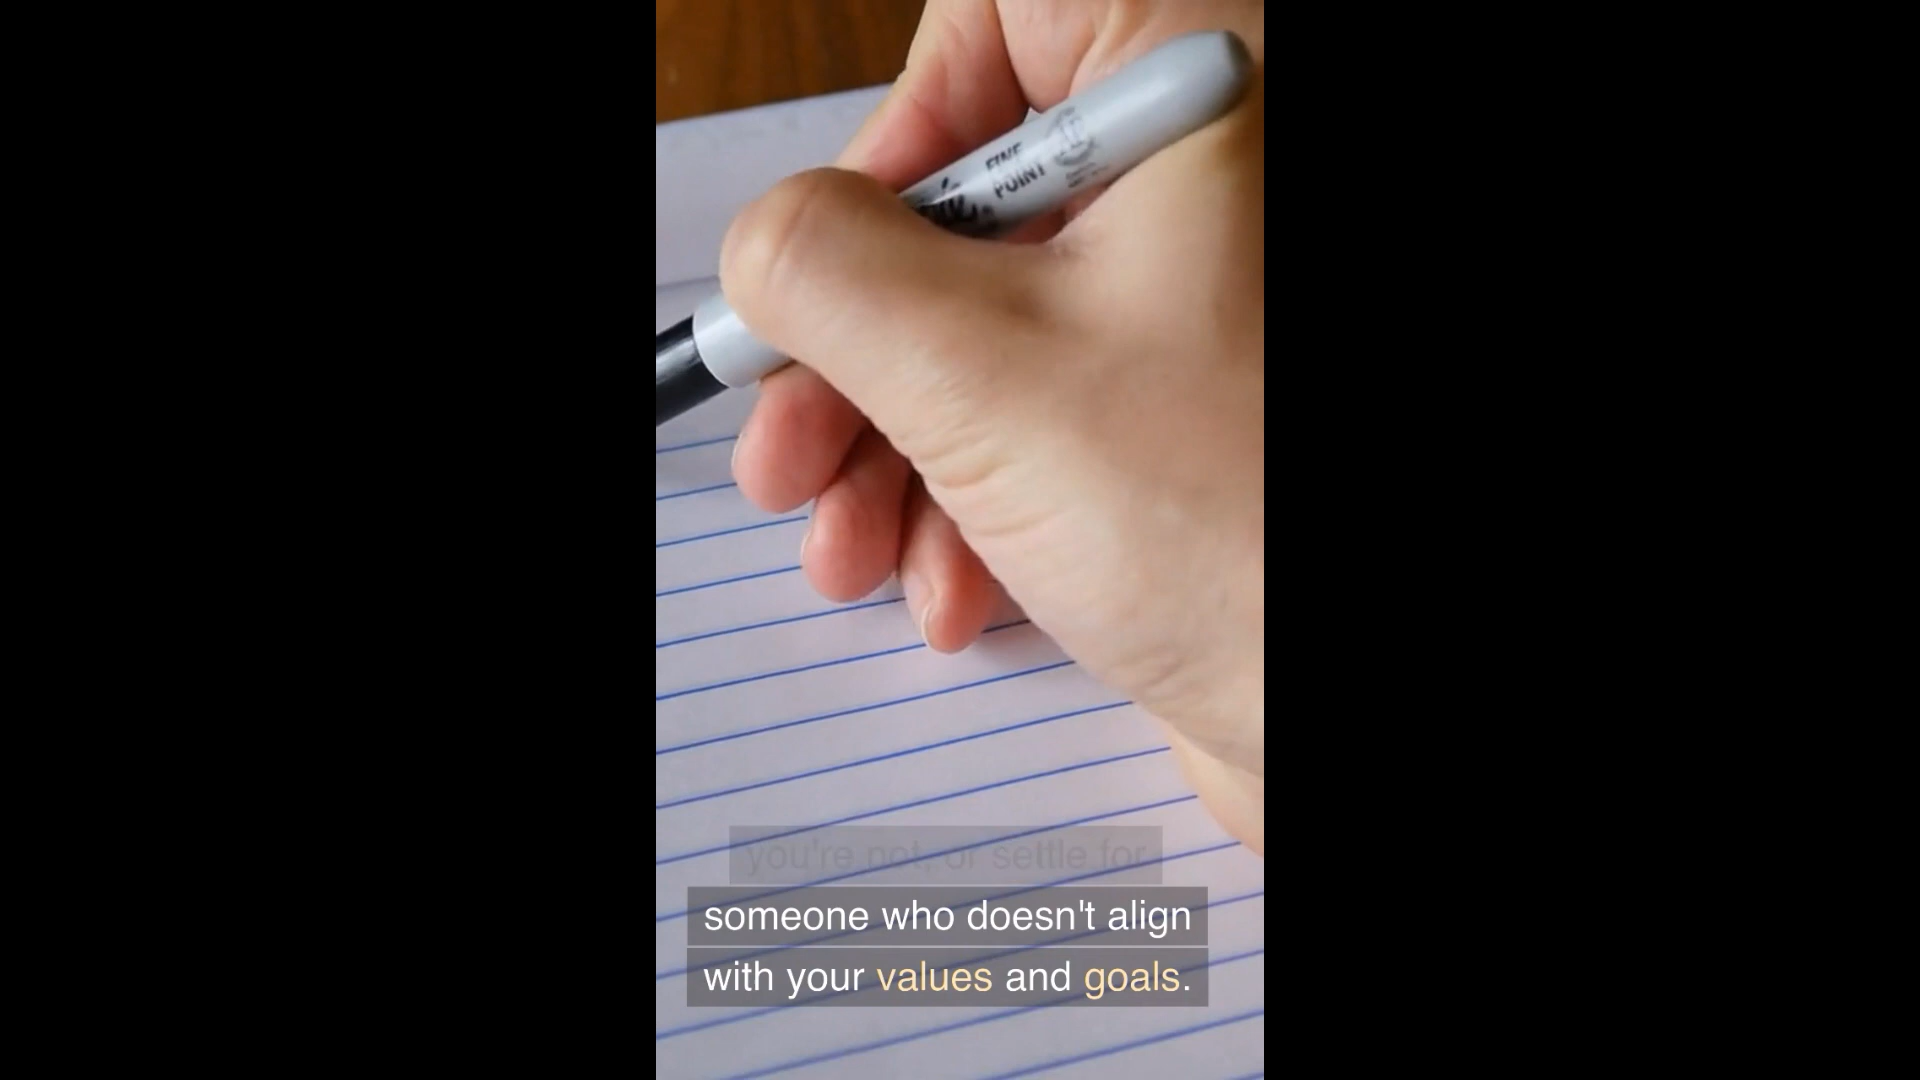 FINE
POINT
you're not, or settle for
someone who doesn't align
with your values and goals.